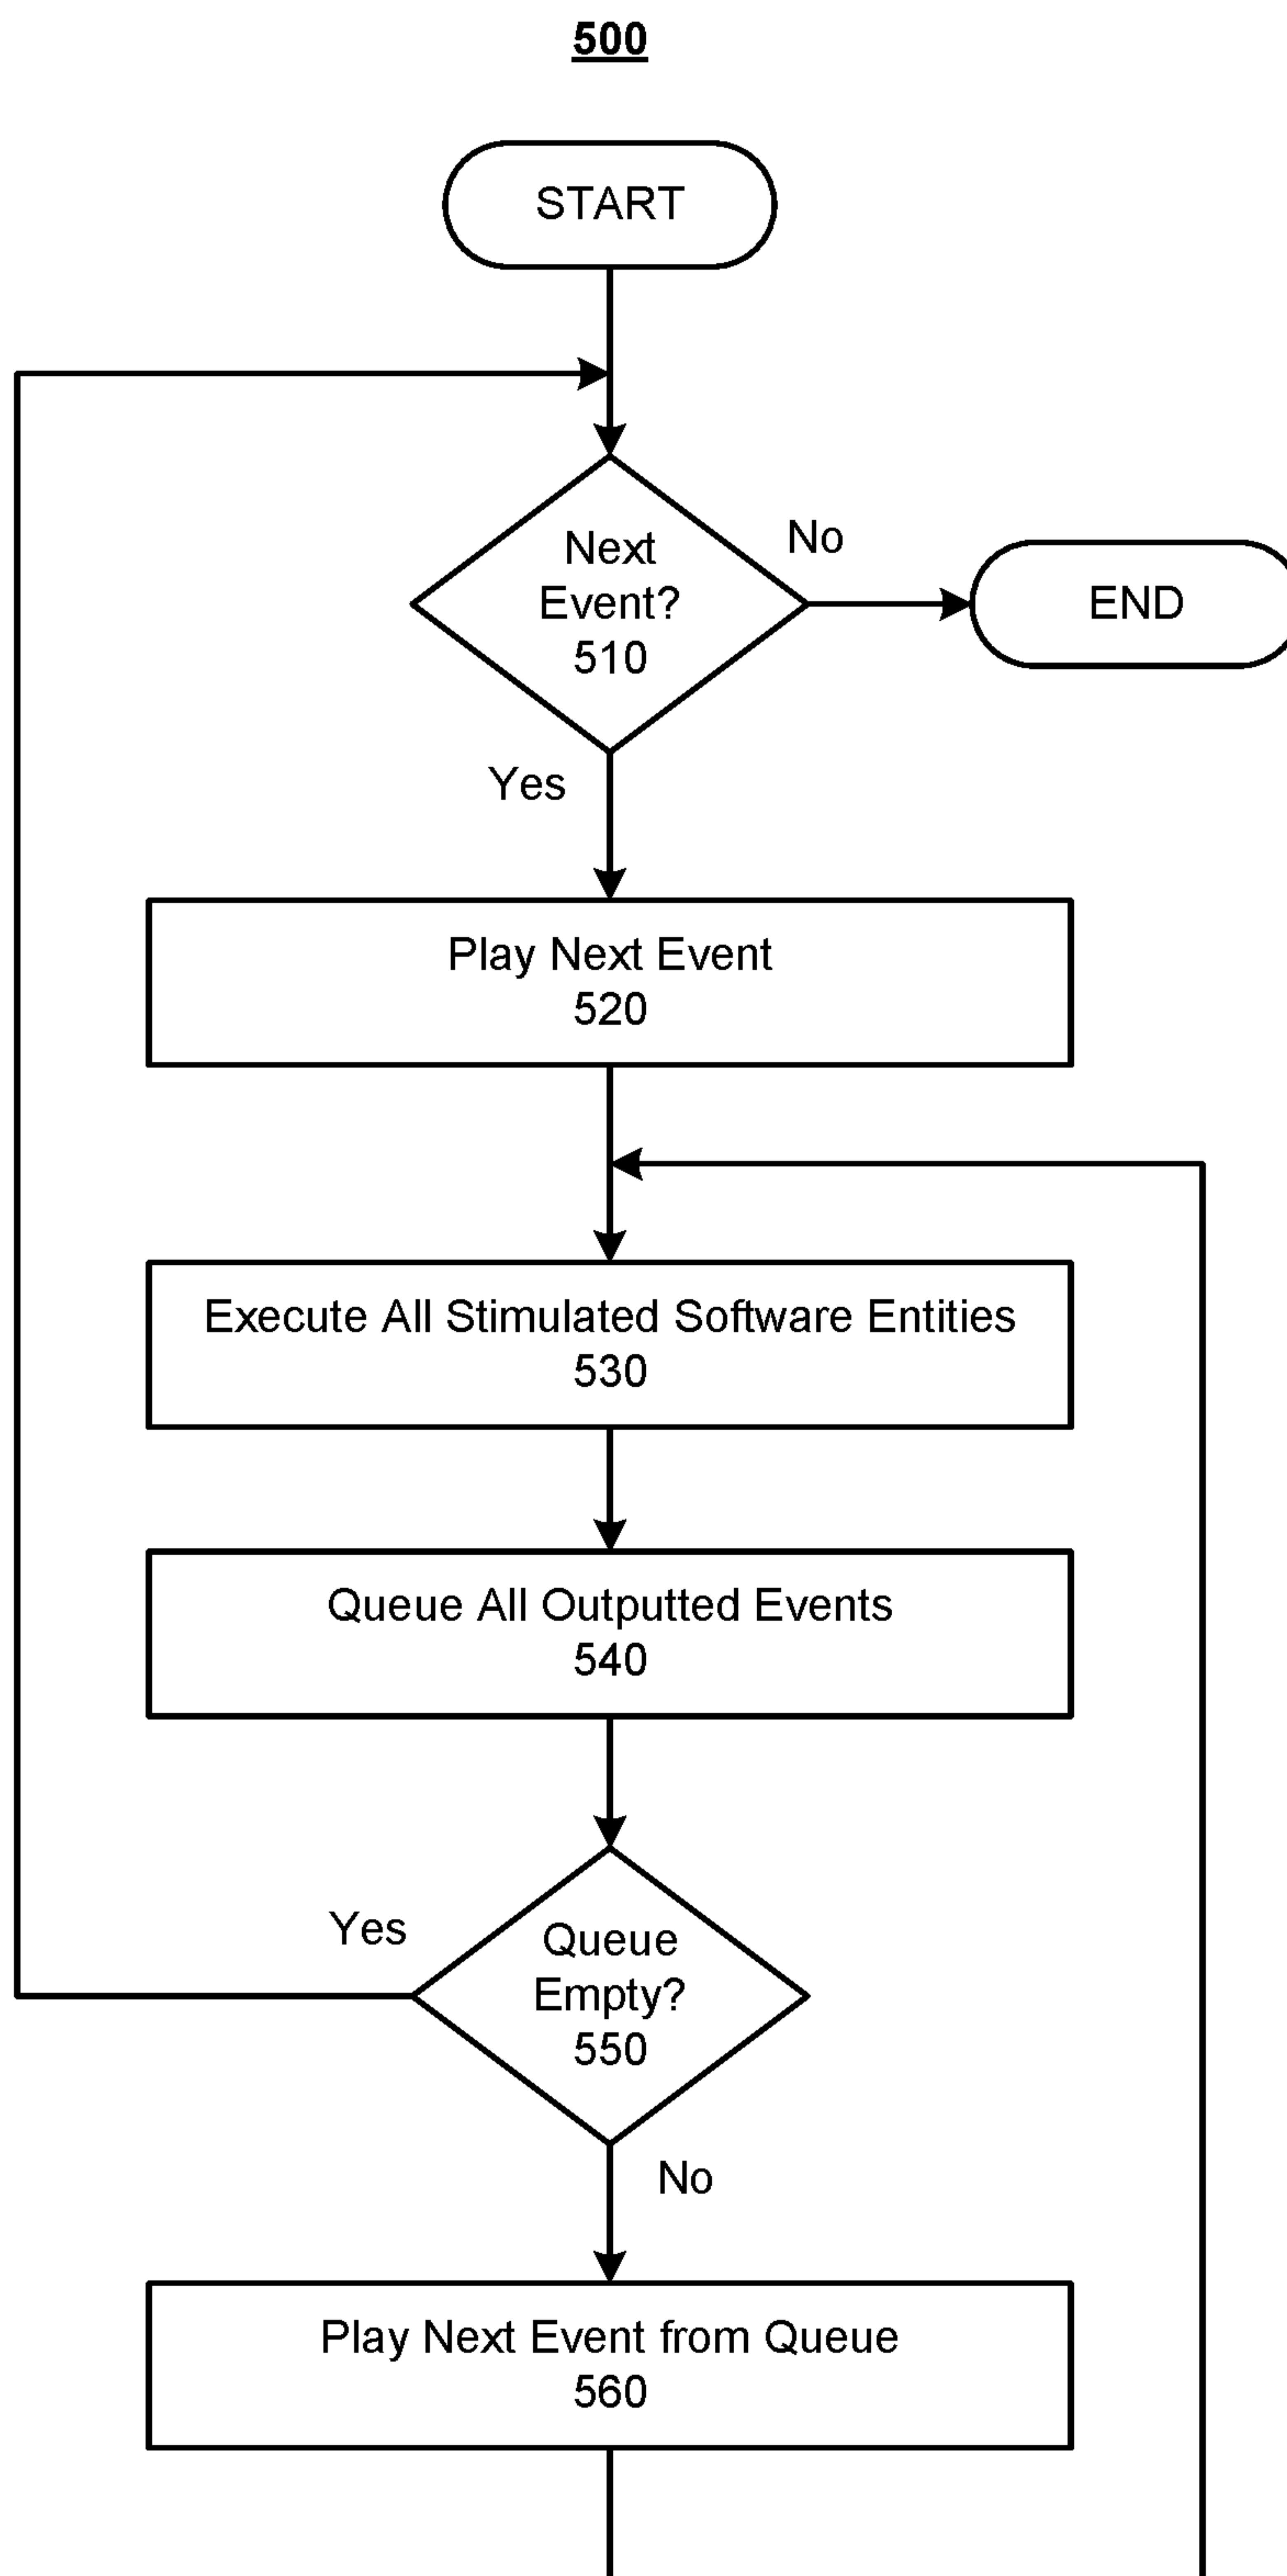 500
START
Next
Event?
510
No
END
Yes
Play Next Event
520
Execute All Stimulated Software Entities
530
Queue All Outputted Events
540
Yes
Queue
Empty?
550
No
Play Next Event from Queue
560